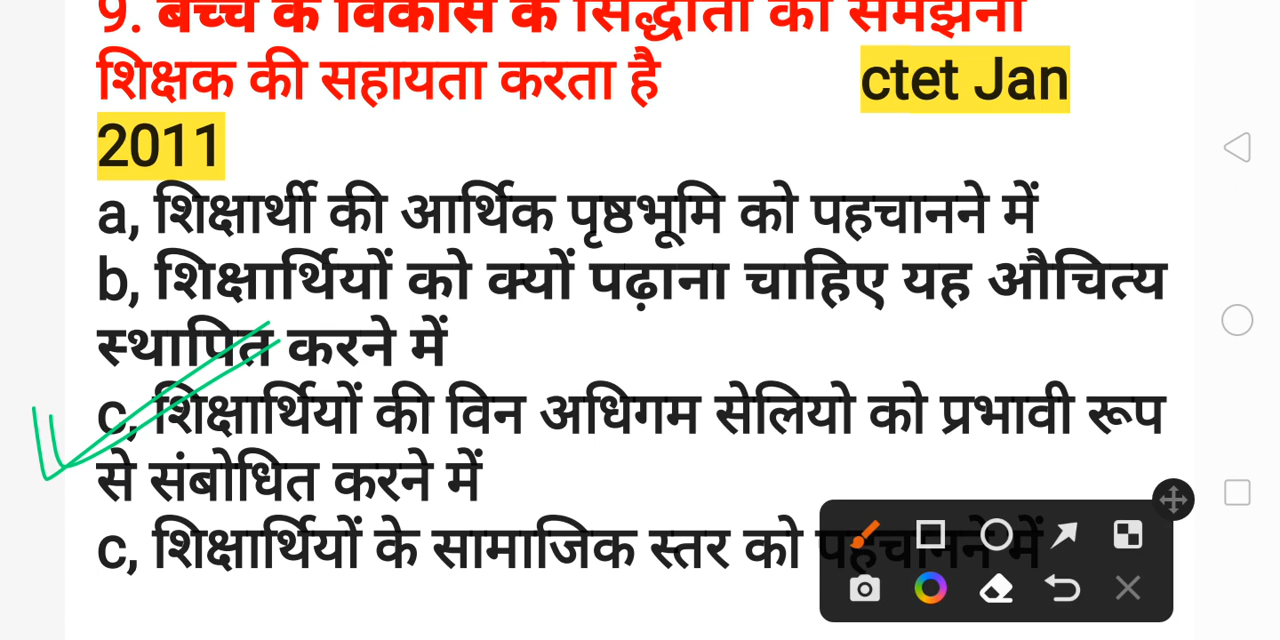 9. बच्चे के विकास के सिद्धांतों को समझना
शिक्षक की सहायता करता है ctet Jan
2011
a, शिक्षार्थी की आर्थिक पृष्ठभूमि को पहचानने में
b, शिक्षार्थियों को क्यों पढ़ाना चाहिए यह औचित्य
स्थापित करने में
c, शिक्षार्थियों की विन अधिगम सेलियो को प्रभावी रूप
से संबोधित करने में
c, शिक्षार्थियों के सामाजिक स्तर को पहचानने में